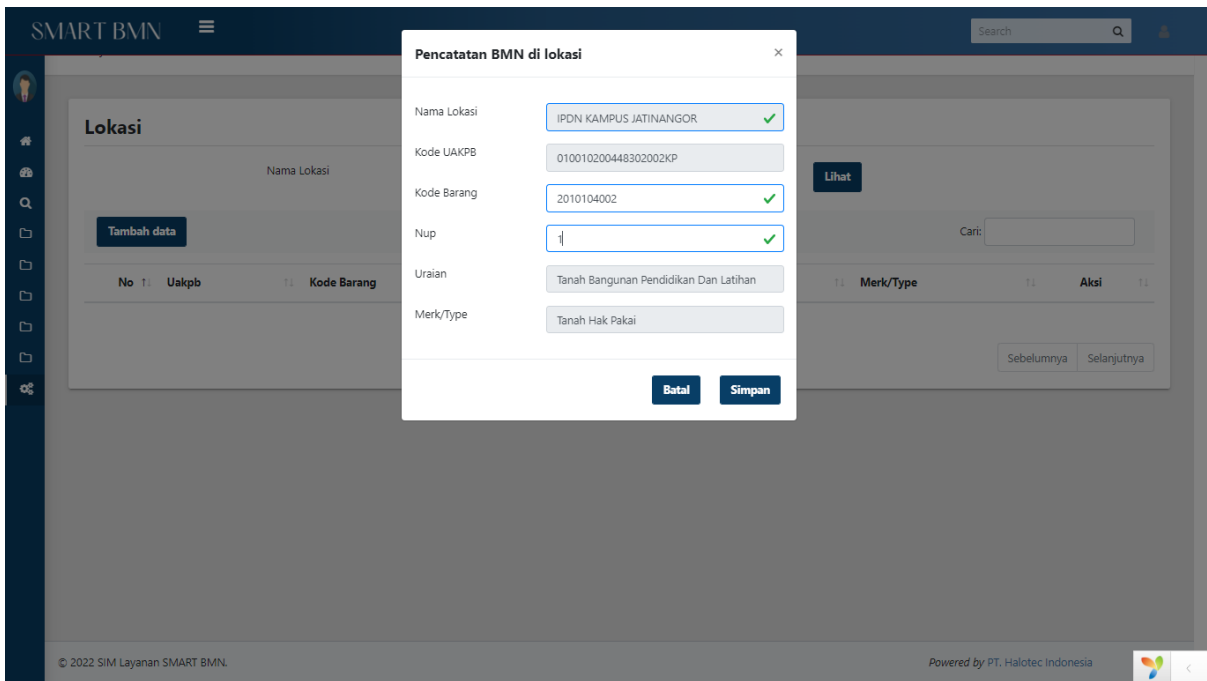 SMART BMN
Search
Pencatatan BMN di lokasi
×
Nama Lokasi
IPDN KAMPUS JATINANGOR
Kode UAKPB
010010200448302002KP
Kode Barang
2010104002
Nup
1
Uraian
Tanah Bangunan Pendidikan Dan Latihan
Merk/Type
Tanah Hak Pakai
Batal
Simpan
Lokasi
Nama Lokasi
Lihat
Tambah data
Cari:
No
Uakpb
Kode Barang
Merk/Type
Aksi
Sebelumnya
Selanjutnya
© 2022 SIM Layanan SMART BMN.
Powered by PT. Halotec Indonesia